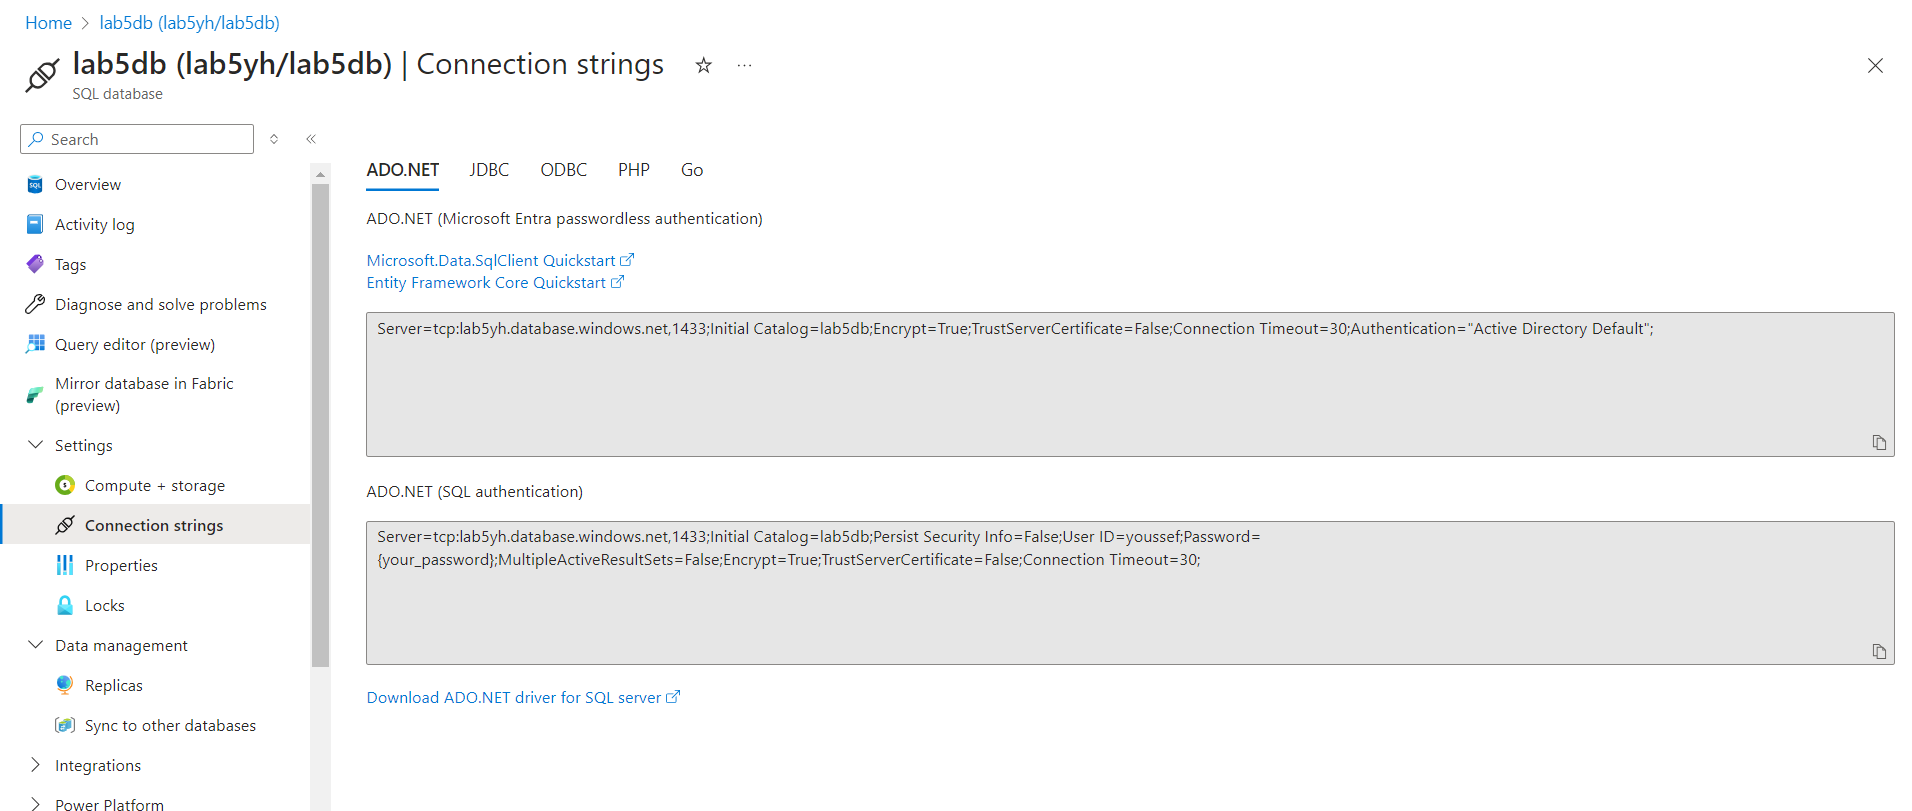 Home > lab5db (lab5yh/lab5db)
lab5db (lab5yh/lab5db) | Connection strings
SQL database
Search
Overview
Activity log
Tags
Diagnose and solve problems
Query editor (preview)
Mirror database in Fabric
(preview)
Settings
Compute + storage
Connection strings
Properties
Locks
Data management
Replicas
Sync to other databases
Integrations
Power Platform
ADO.NET JDBC ODBC PHP Go
ADO.NET (Microsoft Entra passwordless authentication)
Microsoft.Data.SqlClient Quickstart
Entity Framework Core Quickstart
Server=tcp:lab5yh.database.windows.net,1433;Initial Catalog=lab5db;Encrypt=True;TrustServerCertificate=False;Connection Timeout=30;Authentication="Active Directory Default";
ADO.NET (SQL authentication)
Server=tcp:lab5yh.database.windows.net,1433;Initial Catalog=lab5db;Persist Security Info=False;User ID=youssef;Password=
{your_password};MultipleActiveResultSets=False;Encrypt=True;TrustServerCertificate=False;Connection Timeout=30;
Download ADO.NET driver for SQL server